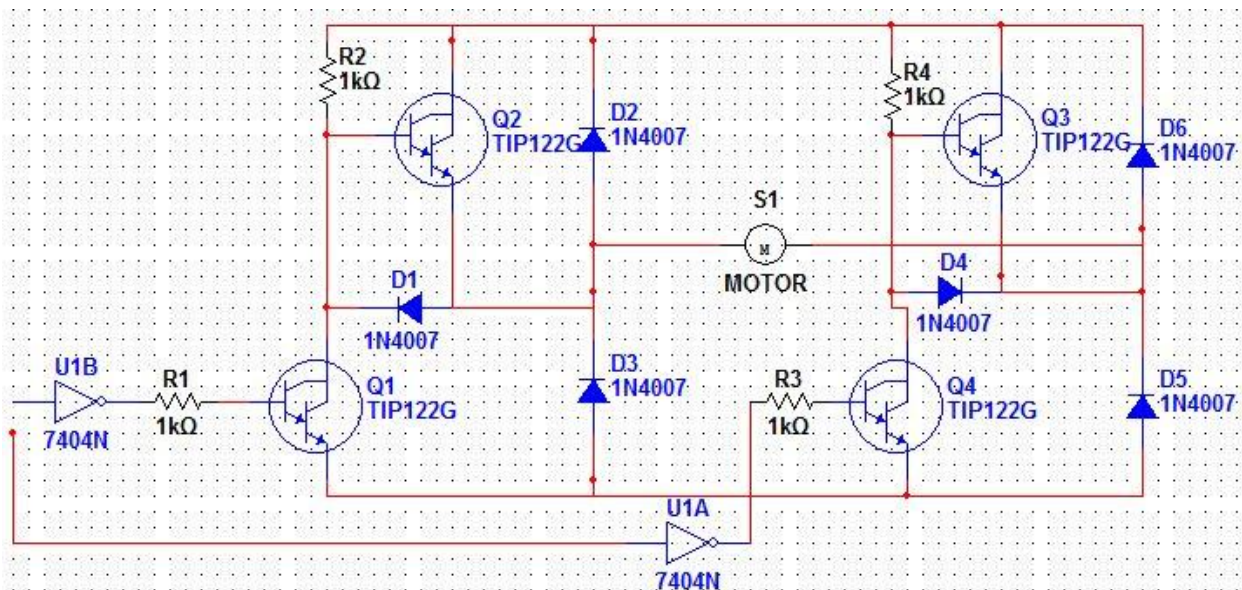 R2
1kΩ
Q2
TIP122G
D2
1N4007
R4
1kΩ
Q3
TIP122G
D6
1N4007
S1
M
MOTOR
D1
1N4007
D4
1N4007
U1B
7404N
R1
1kΩ
Q1
TIP122G
D3
1N4007
R3
1kΩ
Q4
TIP122G
D5
1N4007
U1A
7404N